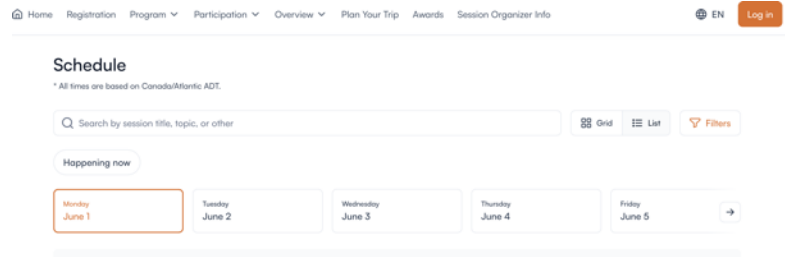 Home Registration Program Participation Overview Plan Your Trip Awards Session Organizer Info EN Log in
Schedule
* All times are based on Canada/Atlantic ADT.
Search by session title, topic, or other Grid List Filters
Happening now
Monday Tuesday Wednesday Thursday Friday
June 1 June 2 June 3 June 4 June 5